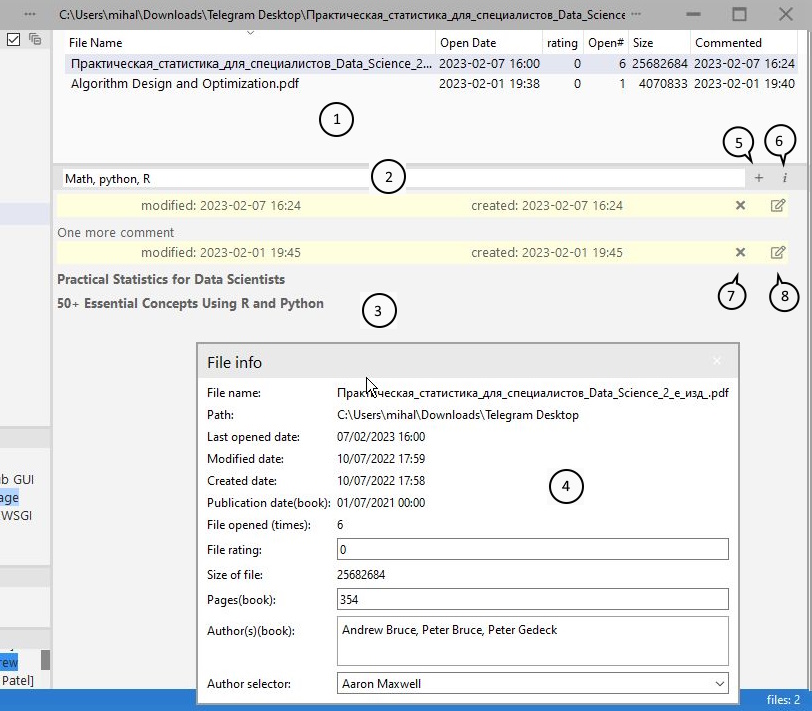 C:\Users\mihal\Downloads\Telegram Desktop\Практическая_статистика_для_специалистов_Data_Science
File Name Open Date rating Open# Size Commented
Практическая_статистика_для_специалистов_Data_Science_2... 2023-02-07 16:00 0 6 25682684 2023-02-07 16:24
Algorithm Design and Optimization.pdf 2023-02-01 19:38 0 1 4070833 2023-02-01 19:40
1
5 6
Math, python, R 2 + i
modified: 2023-02-07 16:24 created: 2023-02-07 16:24
One more comment
modified: 2023-02-01 19:45 created: 2023-02-01 19:45
Practical Statistics for Data Scientists
50+ Essential Concepts Using R and Python
7 8
3
File info
File name: Практическая_статистика_для_специалистов_Data_Science_2_е_изд_.pdf
Path: C:\Users\mihal\Downloads\Telegram Desktop
Last opened date: 07/02/2023 16:00
Modified date: 10/07/2022 17:59
Created date: 10/07/2022 17:58
Publication date(book): 01/07/2021 00:00
4
File opened (times): 6
File rating: 0
Size of file: 25682684
Pages(book): 354
Author(s)(book): Andrew Bruce, Peter Bruce, Peter Gedeck
Author selector: Aaron Maxwell
b GUI
age
WSGI
rew
Patel]
files: 2